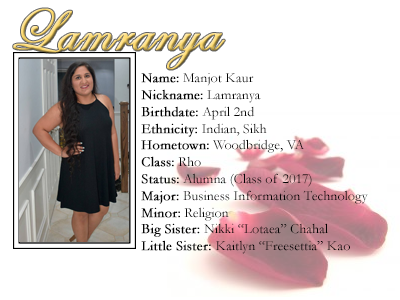 Lamranya
Name: Manjot Kaur
Nickname: Lamranya
Birthdate: April 2nd
Ethnicity: Indian, Sikh
Hometown: Woodbridge, VA
Class: Rho
Status: Alumna (Class of 2017)
Major: Business Information Technology
Minor: Religion
Big Sister: Nikki “Lotaea” Chahal
Little Sister: Kaitlyn “Freesettia” Kao